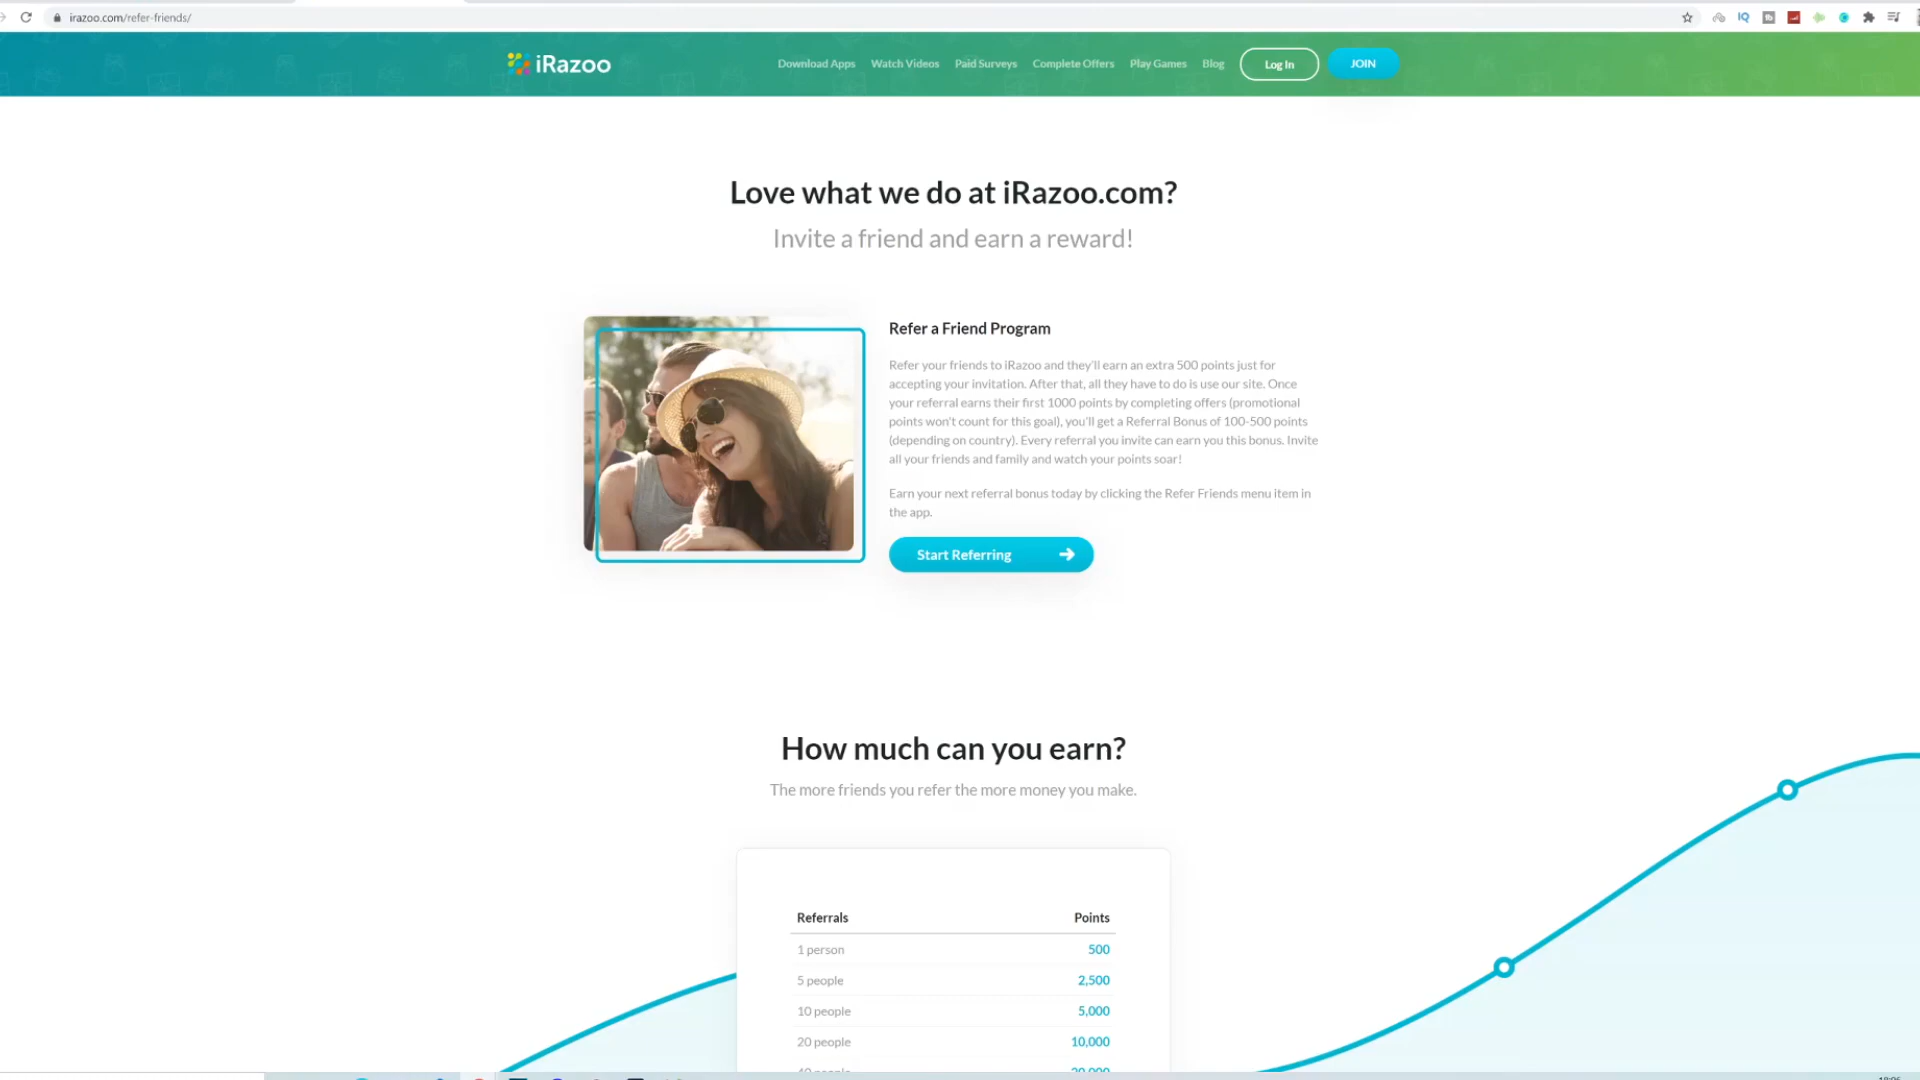 irazoo.com/refer-friends/
iRazoo
Download Apps
Watch Videos
Paid Surveys
Complete Offers
Play Games
Blog
Log In
JOIN
Love what we do at iRazoo.com?
Invite a friend and earn a reward!
Refer a Friend Program
Refer your friends to iRazoo and they'll earn an extra 500 points just for
accepting your invitation. After that, all they have to do is use our site. Once
your referral earns their first 1000 points by completing offers (promotional
points won't count for this goal), you'll get a Referral Bonus of 100-500 points
(depending on country). Every referral you invite can earn you this bonus. Invite
all your friends and family and watch your points soar!
Earn your next referral bonus today by clicking the Refer Friends menu item in
the app.
Start Referring
How much can you earn?
The more friends you refer the more money you make.
Referrals Points
1 person 500
5 people 2,500
10 people 5,000
20 people 10,000
40 people 20,000